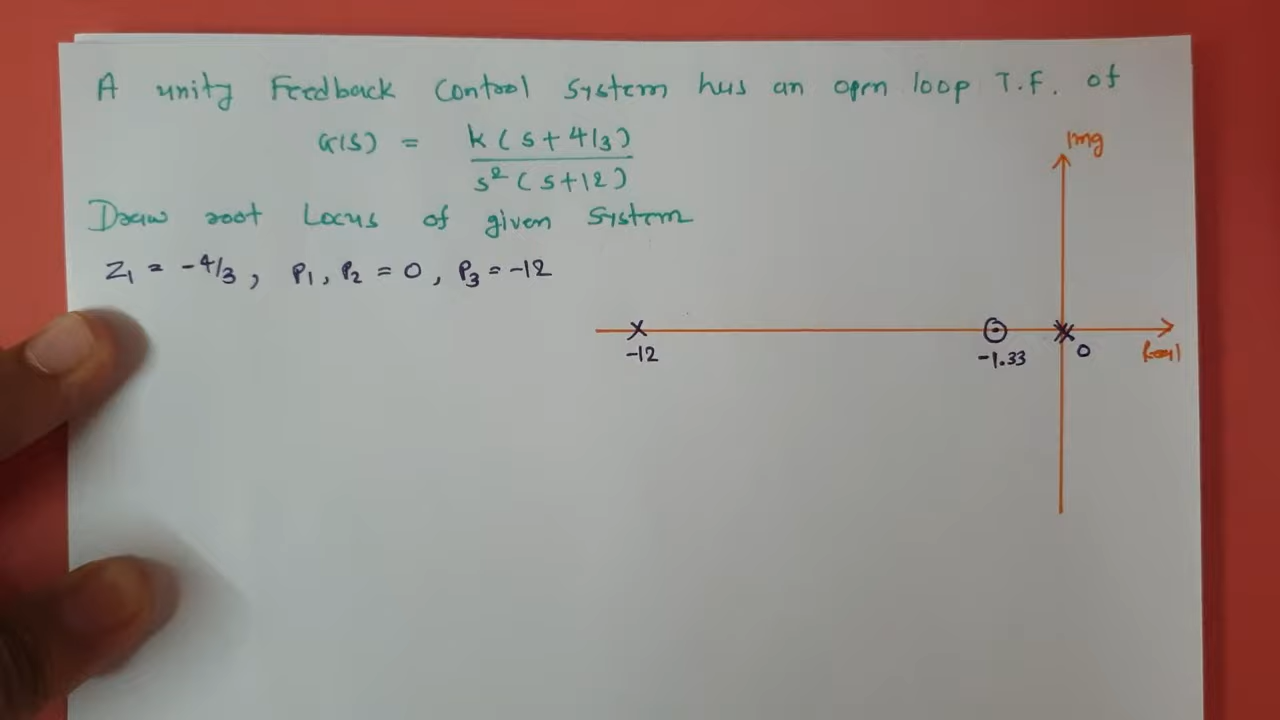 A unity Feedback Control System has an open loop T.F. of
G(S) = K(S+4/3) / S²(S+12)
Draw root Locus of given System
Z₁ = -4/3, P₁, P₂ = 0, P₃ = -12
Img
-12
-1.33
0
Real